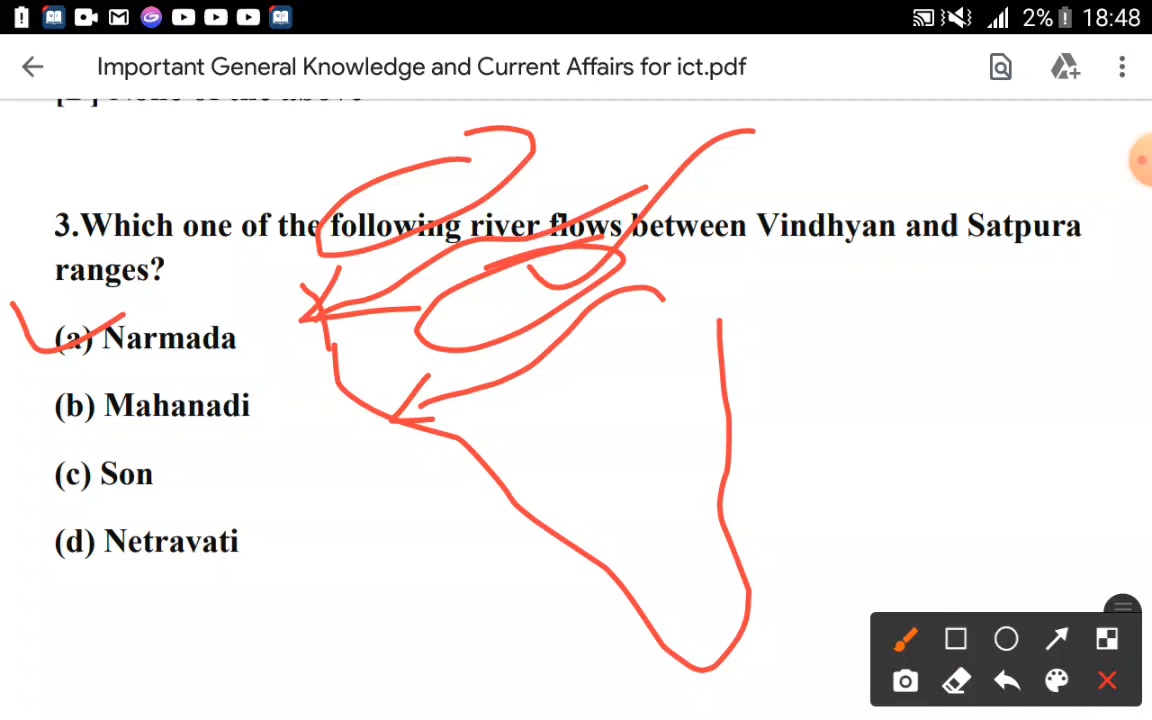 2% 18:48
Important General Knowledge and Current Affairs for ict.pdf
3.Which one of the following river flows between Vindhyan and Satpura
ranges?
(a) Narmada
(b) Mahanadi
(c) Son
(d) Netravati